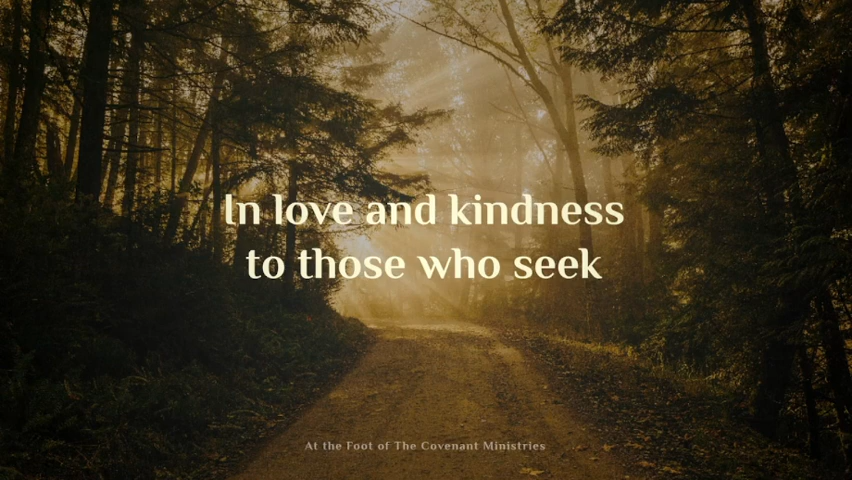 In love and kindness
to those who seek
At the Foot of The Covenant Ministries